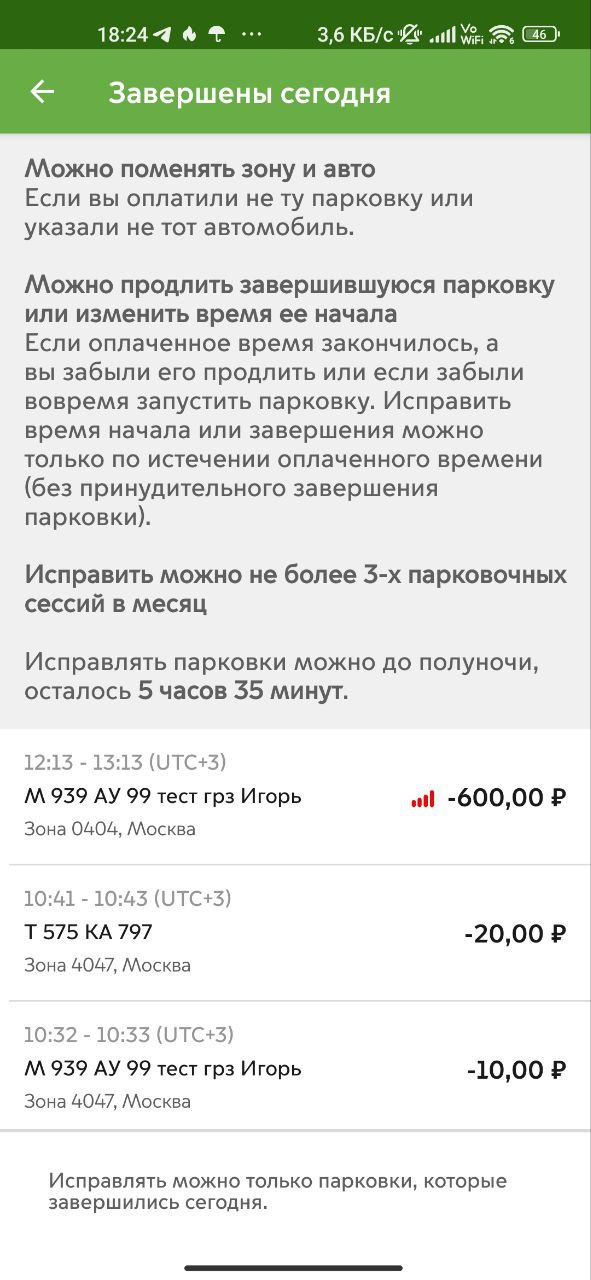 18:24 ... 3,6 КБ/с Vo WiFi 6 46
Завершены сегодня
Можно поменять зону и авто
Если вы оплатили не ту парковку или
указали не тот автомобиль.
Можно продлить завершившуюся парковку
или изменить время ее начала
Если оплаченное время закончилось, а
вы забыли его продлить или если забыли
вовремя запустить парковку. Исправить
время начала или завершения можно
только по истечении оплаченного времени
(без принудительного завершения
парковки).
Исправить можно не более 3-х парковочных
сессий в месяц
Исправлять парковки можно до полуночи,
осталось 5 часов 35 минут.
12:13 - 13:13 (UTC+3)
М 939 АУ 99 тест грз Игорь -600,00 ₽
Зона 0404, Москва
10:41 - 10:43 (UTC+3)
Т 575 КА 797 -20,00 ₽
Зона 4047, Москва
10:32 - 10:33 (UTC+3)
М 939 АУ 99 тест грз Игорь -10,00 ₽
Зона 4047, Москва
Исправлять можно только парковки, которые
завершились сегодня.